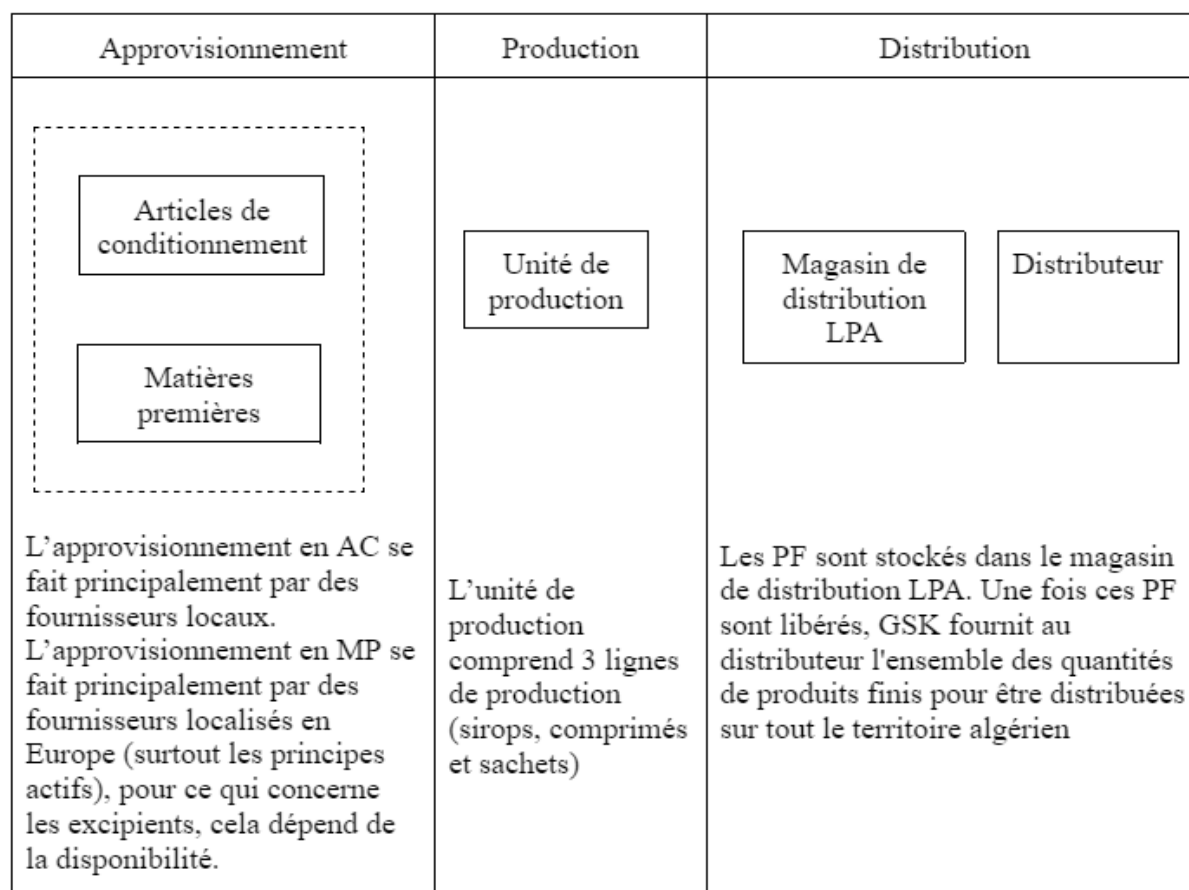 Approvisionnement
Production
Distribution
Articles de
conditionnement
Matières
premières
L’approvisionnement en AC se
fait principalement par des
fournisseurs locaux.
L’approvisionnement en MP se
fait principalement par des
fournisseurs localisés en
Europe (surtout les principes
actifs), pour ce qui concerne
les excipients, cela dépend de
la disponibilité.
Unité de
production
L’unité de
production
comprend 3 lignes
de production
(sirops, comprimés
et sachets)
Magasin de
distribution
LPA
Distributeur
Les PF sont stockés dans le magasin
de distribution LPA. Une fois ces PF
sont libérés, GSK fournit au
distributeur l'ensemble des quantités
de produits finis pour être distribuées
sur tout le territoire algérien